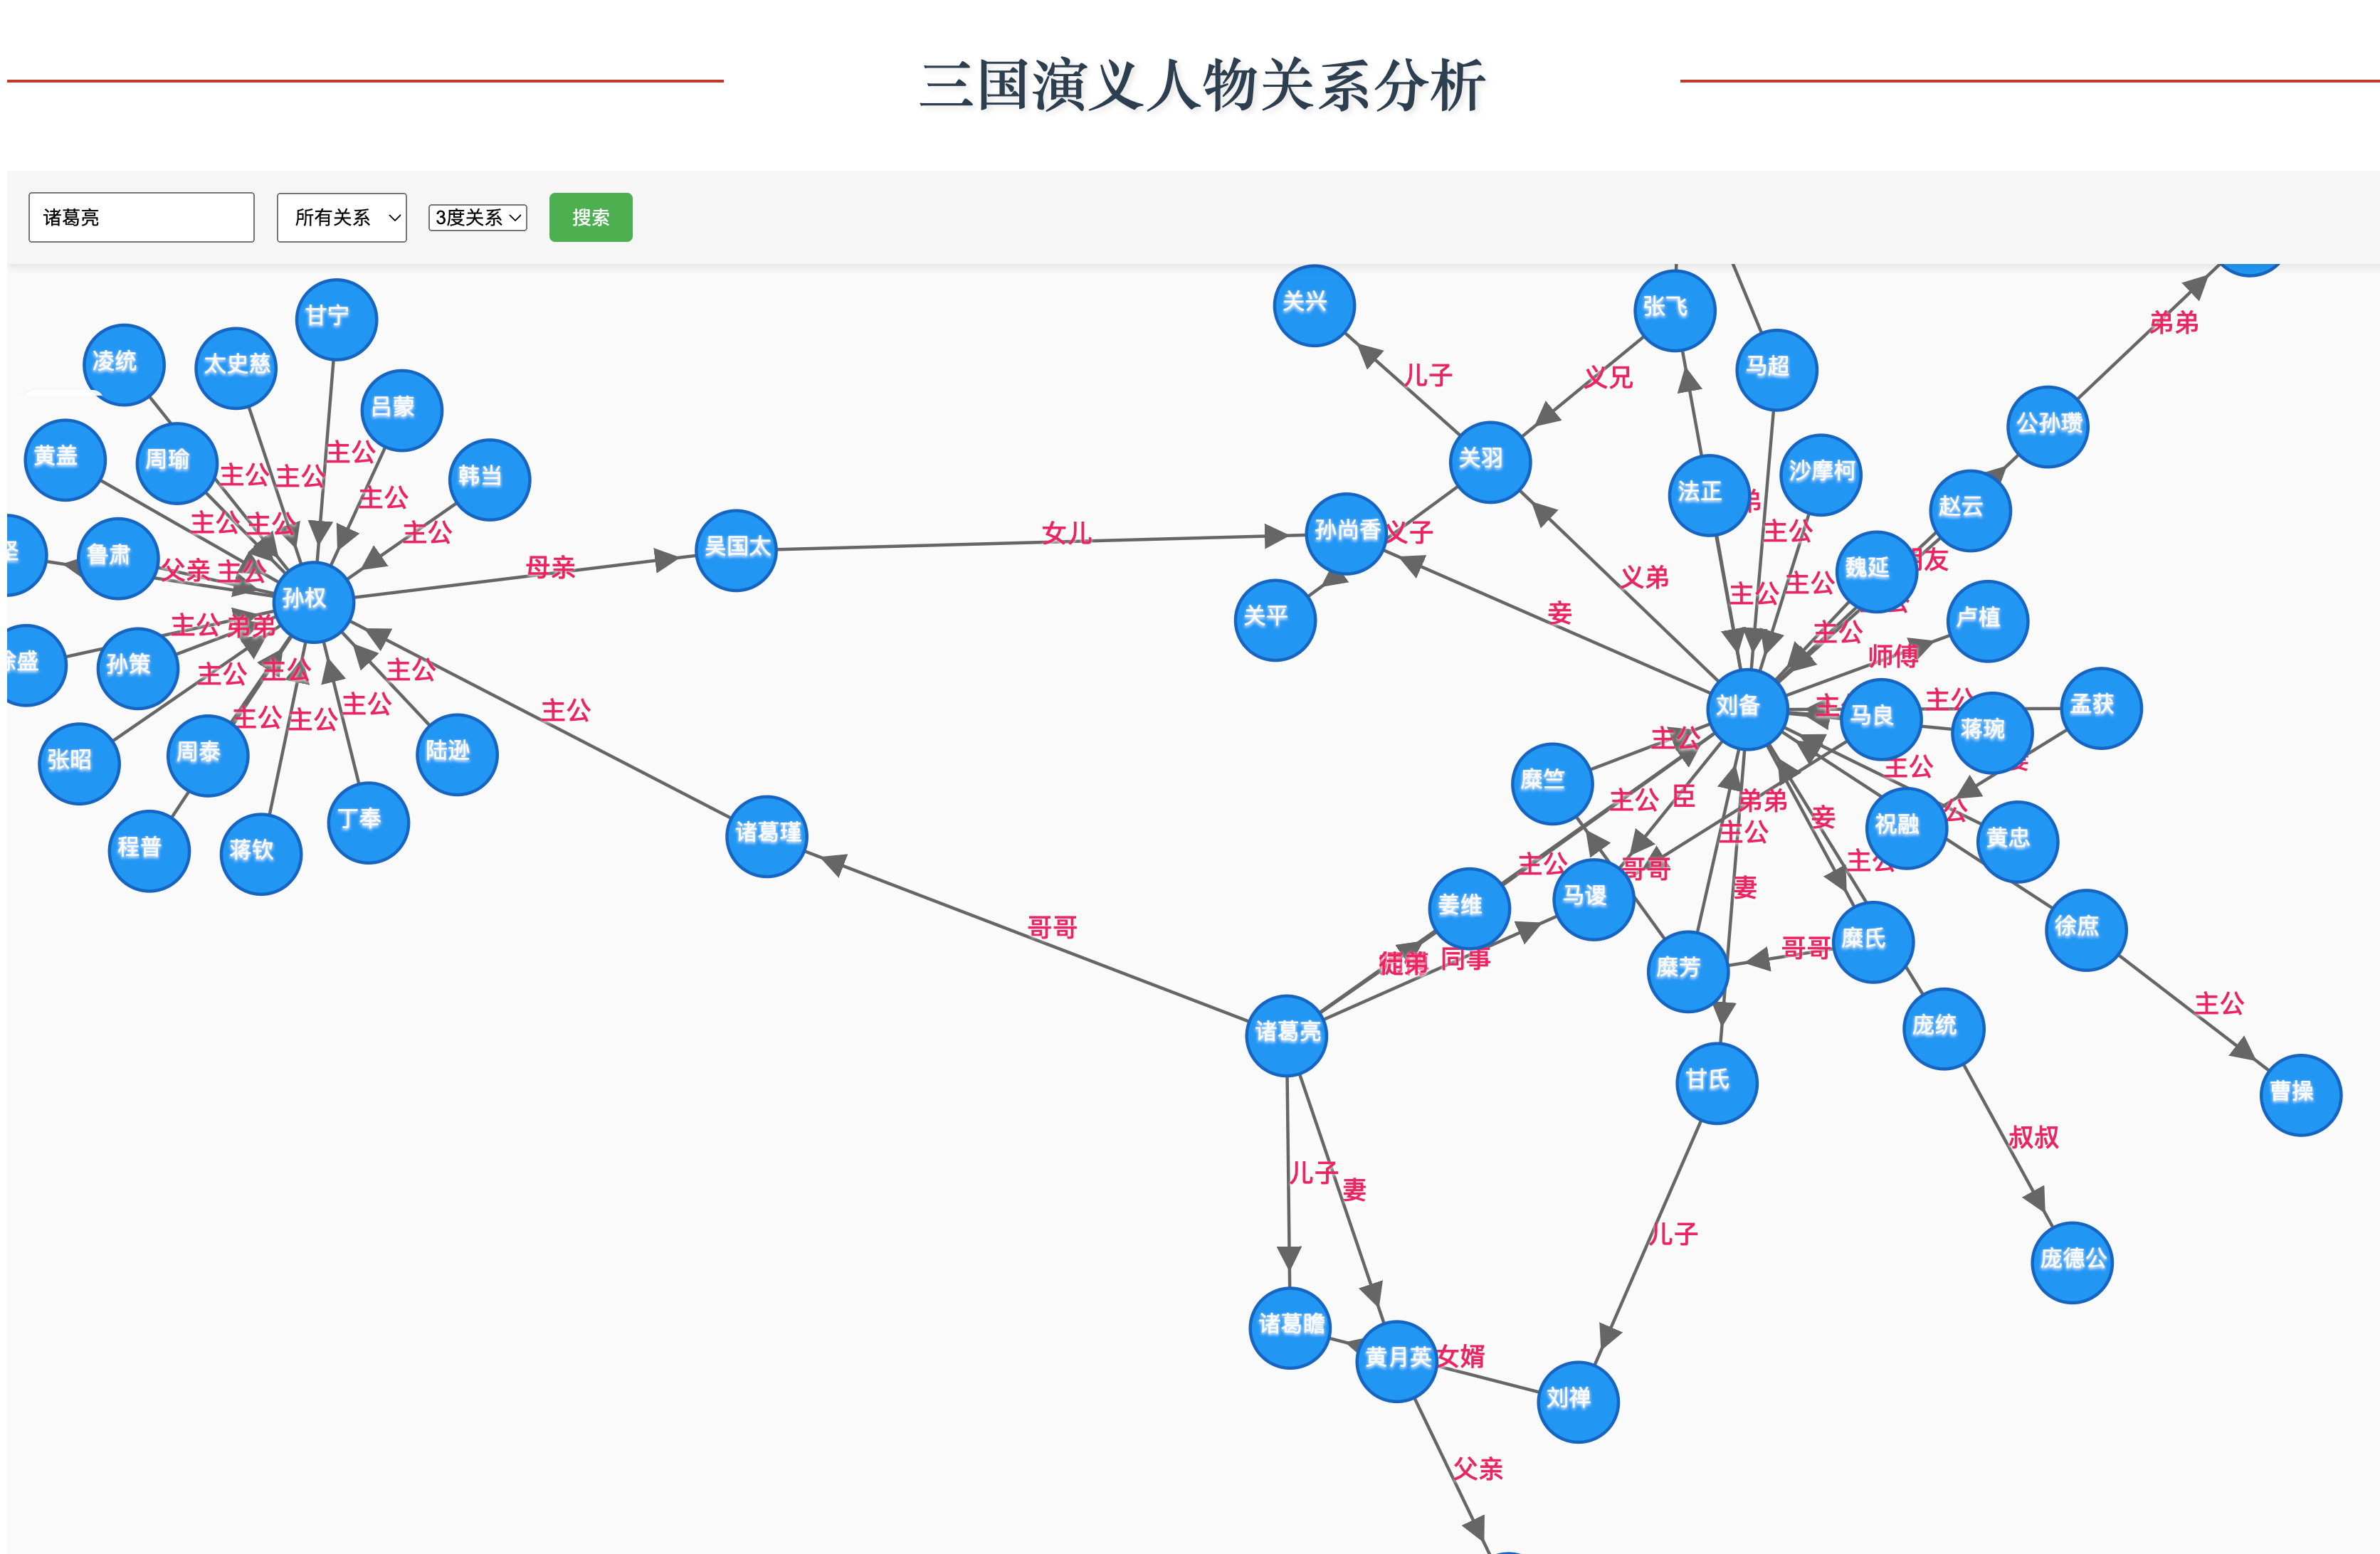 三国演义人物关系分析
诸葛亮
所有关系
3度关系
搜索
甘宁
凌统
太史慈
吕蒙
黄盖
周瑜
韩当
主公
主公
主公
主公
主公
主公
主公
鲁肃
父亲
主公
孙权
母亲
吴国太
女儿
孙尚香
义子
关兴
儿子
义兄
张飞
马超
关羽
法正
沙摩柯
弟弟
公孙瓒
赵云
魏延
主公
主公
主公
主公
卢植
师傅
关平
妾
义弟
刘备
主公
弟弟
孙策
主公
主公
主公
主公
主公
主公
主公
张昭
周泰
陆逊
程普
蒋钦
丁奉
诸葛瑾
哥哥
马良
主公
蒋琬
孟获
主公
糜竺
主公
臣
弟弟
主公
妾
主公
祝融
黄忠
主公
姜维
马谡
哥哥
妻
主公
徐庶
徒弟
同事
糜芳
哥哥
糜氏
庞统
主公
曹操
诸葛亮
甘氏
叔叔
庞德公
儿子
妻
儿子
诸葛瞻
黄月英
女婿
刘禅
父亲